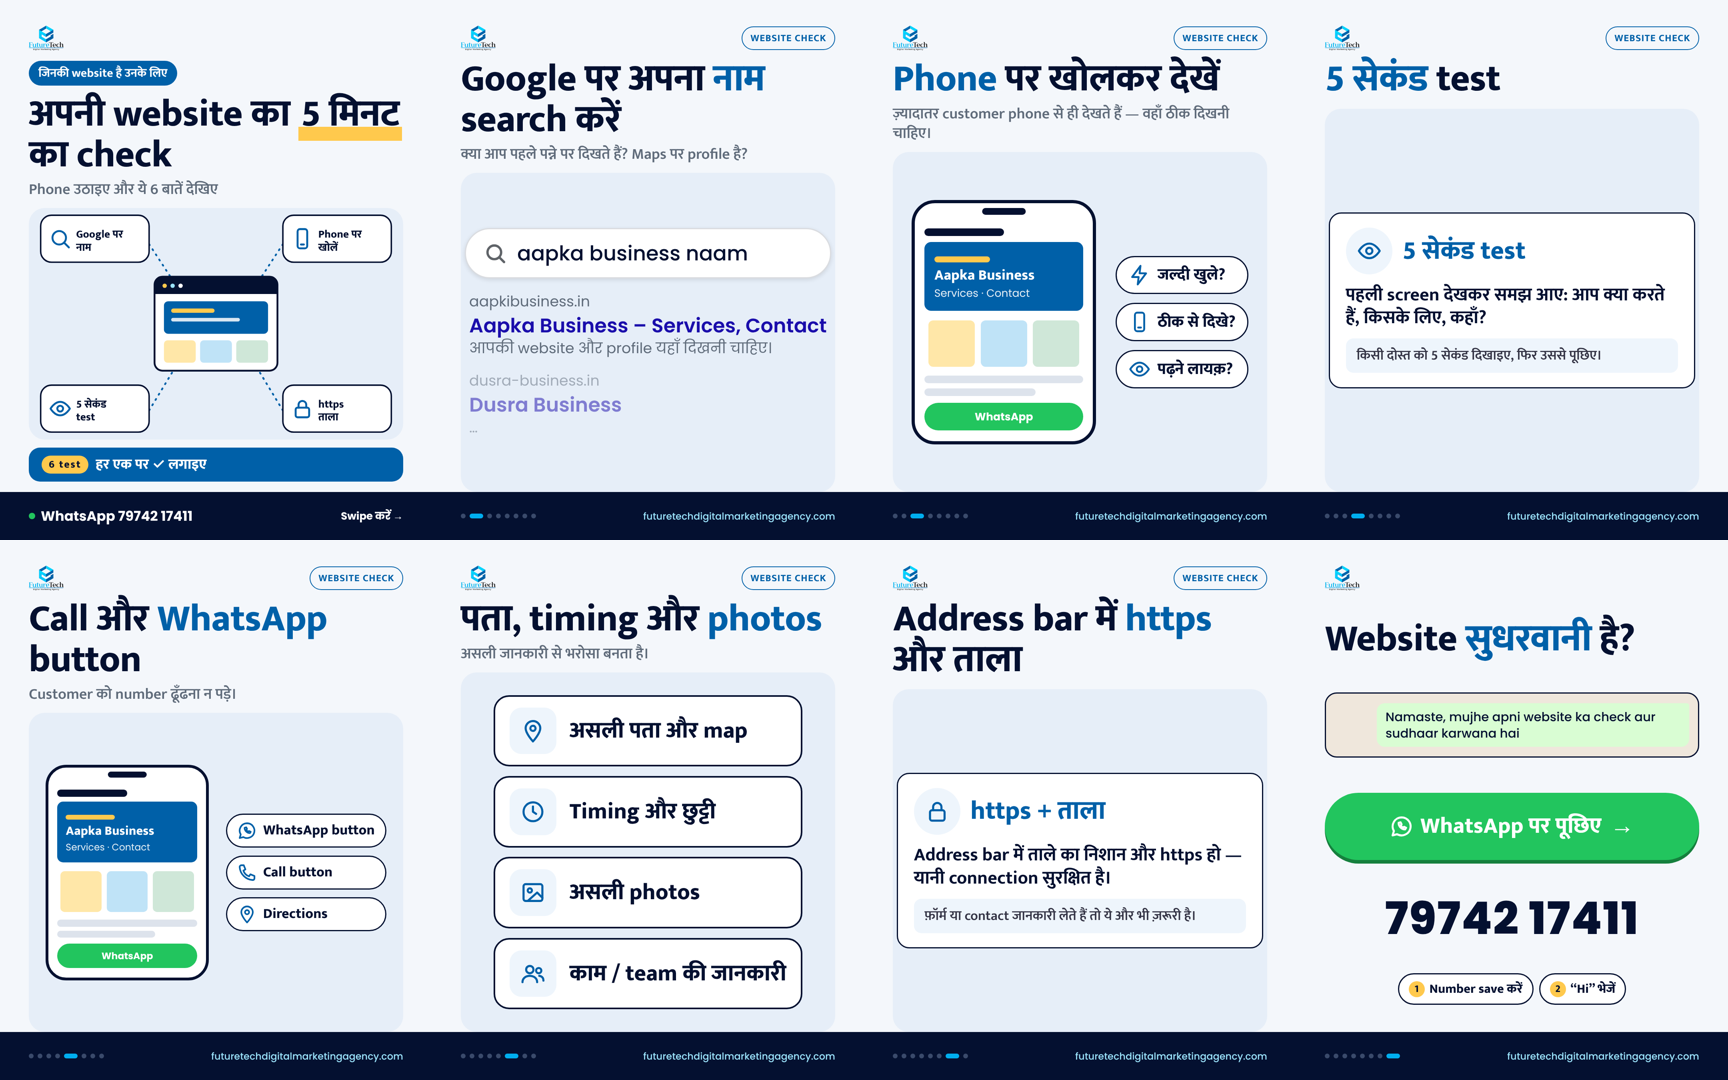 FutureTech
जिनकी website है उनके लिए
अपनी website का 5 मिनट
का check
Phone उठाइए और ये 6 बातें देखिए
Google पर
नाम
Phone पर
खोलें
5 सेकंड
test
https
ताला
6 test हर एक पर ✓ लगाइए
WhatsApp 79742 17411
Swipe करें →
FutureTech
WEBSITE CHECK
Google पर अपना नाम
search करें
क्या आप पहले पन्ने पर दिखते हैं? Maps पर profile है?
aapka business naam
aapkibusiness.in
Aapka Business – Services, Contact
आपकी website और profile यहाँ दिखनी चाहिए।
dusra-business.in
Dusra Business
...
futuretechdigitalmarketingagency.com
FutureTech
WEBSITE CHECK
Phone पर खोलकर देखें
ज़्यादातर customer phone से ही देखते हैं — वहाँ ठीक दिखनी
चाहिए।
Aapka Business
Services · Contact
WhatsApp
जल्दी खुले?
ठीक से दिखे?
पढ़ने लायक़?
futuretechdigitalmarketingagency.com
FutureTech
WEBSITE CHECK
5 सेकंड test
5 सेकंड test
पहली screen देखकर समझ आए: आप क्या करते
हैं, किसके लिए, कहाँ?
किसी दोस्त को 5 सेकंड दिखाइए, फिर उससे पूछिए।
futuretechdigitalmarketingagency.com
FutureTech
WEBSITE CHECK
Call और WhatsApp
button
Customer को number ढूँढना न पड़े।
Aapka Business
Services · Contact
WhatsApp
WhatsApp button
Call button
Directions
futuretechdigitalmarketingagency.com
FutureTech
WEBSITE CHECK
पता, timing और photos
असली जानकारी से भरोसा बनता है।
असली पता और map
Timing और छुट्टी
असली photos
काम / team की जानकारी
futuretechdigitalmarketingagency.com
FutureTech
WEBSITE CHECK
Address bar में https
और ताला
https + ताला
Address bar में ताले का निशान और https हो —
यानी connection सुरक्षित है।
फ़ॉर्म या contact जानकारी लेते हैं तो ये और भी ज़रूरी है।
futuretechdigitalmarketingagency.com
FutureTech
Website सुधरवानी है?
Namaste, mujhe apni website ka check aur
sudhaar karwana hai
WhatsApp पर पूछिए →
79742 17411
1 Number save करें
2 “Hi” भेजें
futuretechdigitalmarketingagency.com